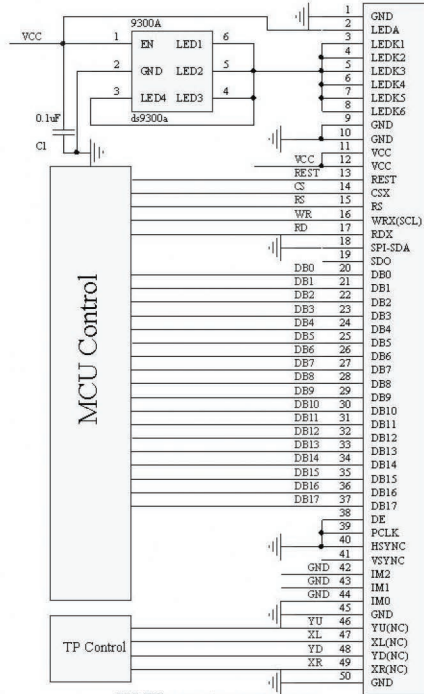 9300A
VCC
1 EN LED1 6
2 GND LED2 5
3 LED4 LED3 4
ds9300a
0.1uF
C1
MCU Control
TP Control
1 GND
2 LEDA
3 LEDK1
4 LEDK2
5 LEDK3
6 LEDK4
7 LEDK5
8 LEDK6
9 GND
10 GND
11 VCC
VCC 12 VCC
REST 13 REST
CS 14 CSX
RS 15 RS
WR 16 WRX(SCL)
RD 17 RDX
18 SPI-SDA
19 SDO
DB0 20 DB0
DB1 21 DB1
DB2 22 DB2
DB3 23 DB3
DB4 24 DB4
DB5 25 DB5
DB6 26 DB6
DB7 27 DB7
DB8 28 DB8
DB9 29 DB9
DB10 30 DB10
DB11 31 DB11
DB12 32 DB12
DB13 33 DB13
DB14 34 DB14
DB15 35 DB15
DB16 36 DB16
DB17 37 DB17
38 DE
39 PCLK
40 HSYNC
41 VSYNC
GND 42 IM2
GND 43 IM1
GND 44 IM0
45 GND
YU 46 YU(NC)
XL 47 XL(NC)
YD 48 YD(NC)
XR 49 XR(NC)
50 GND